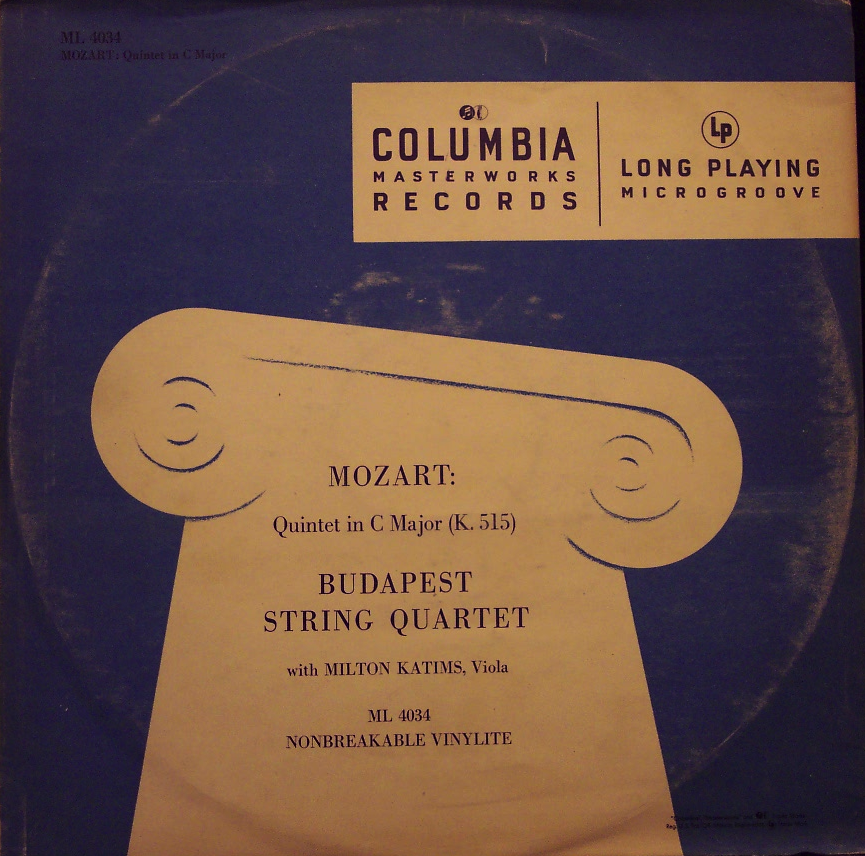 ML 4034
MOZART: Quintet in C Major
COLUMBIA
MASTERWORKS
RECORDS
LP
LONG PLAYING
MICROGROOVE
MOZART:
Quintet in C Major (K. 515)
BUDAPEST
STRING QUARTET
with MILTON KATIMS, Viola
ML 4034
NONBREAKABLE VINYLITE